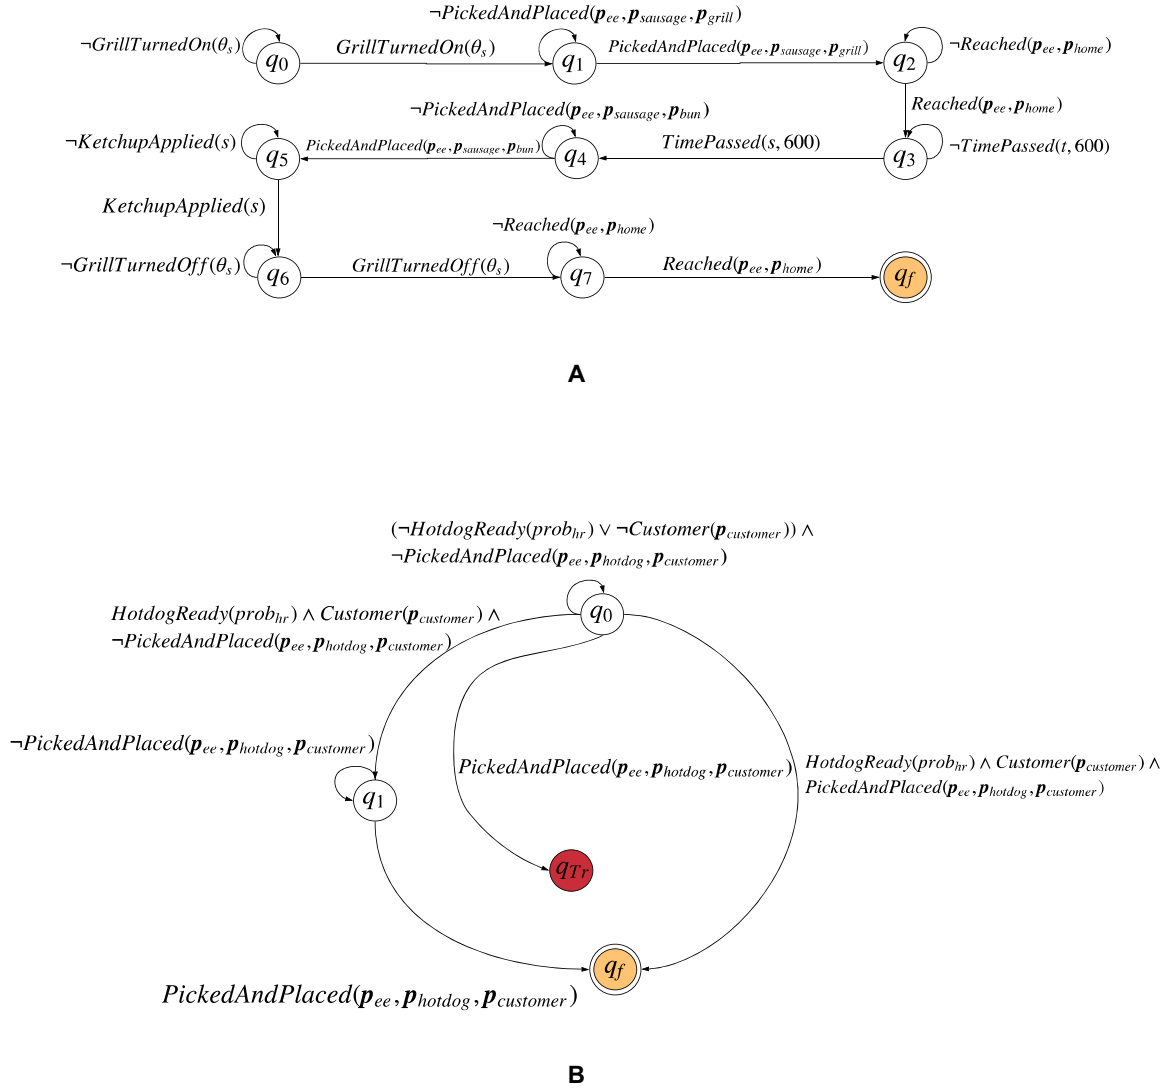 ¬PickedAndPlaced(p_ee, p_sausage, p_grill)
¬GrillTurnedOn(θ_s) q_0 GrillTurnedOn(θ_s) q_1 PickedAndPlaced(p_ee, p_sausage, p_grill) q_2 ¬Reached(p_ee, p_home)
Reached(p_ee, p_home)
¬PickedAndPlaced(p_ee, p_sausage, p_bun)
¬KetchupApplied(s) q_5 PickedAndPlaced(p_ee, p_sausage, p_bun) q_4 TimePassed(s, 600) q_3 ¬TimePassed(t, 600)
KetchupApplied(s)
¬Reached(p_ee, p_home)
¬GrillTurnedOff(θ_s) q_6 GrillTurnedOff(θ_s) q_7 Reached(p_ee, p_home) q_f
A
(¬HotdogReady(prob_hr) ∨ ¬Customer(p_customer)) ∧
¬PickedAndPlaced(p_ee, p_hotdog, p_customer)
q_0
HotdogReady(prob_hr) ∧ Customer(p_customer) ∧
¬PickedAndPlaced(p_ee, p_hotdog, p_customer)
¬PickedAndPlaced(p_ee, p_hotdog, p_customer)
q_1
PickedAndPlaced(p_ee, p_hotdog, p_customer)
HotdogReady(prob_hr) ∧ Customer(p_customer) ∧
PickedAndPlaced(p_ee, p_hotdog, p_customer)
q_Tr
q_f
PickedAndPlaced(p_ee, p_hotdog, p_customer)
B